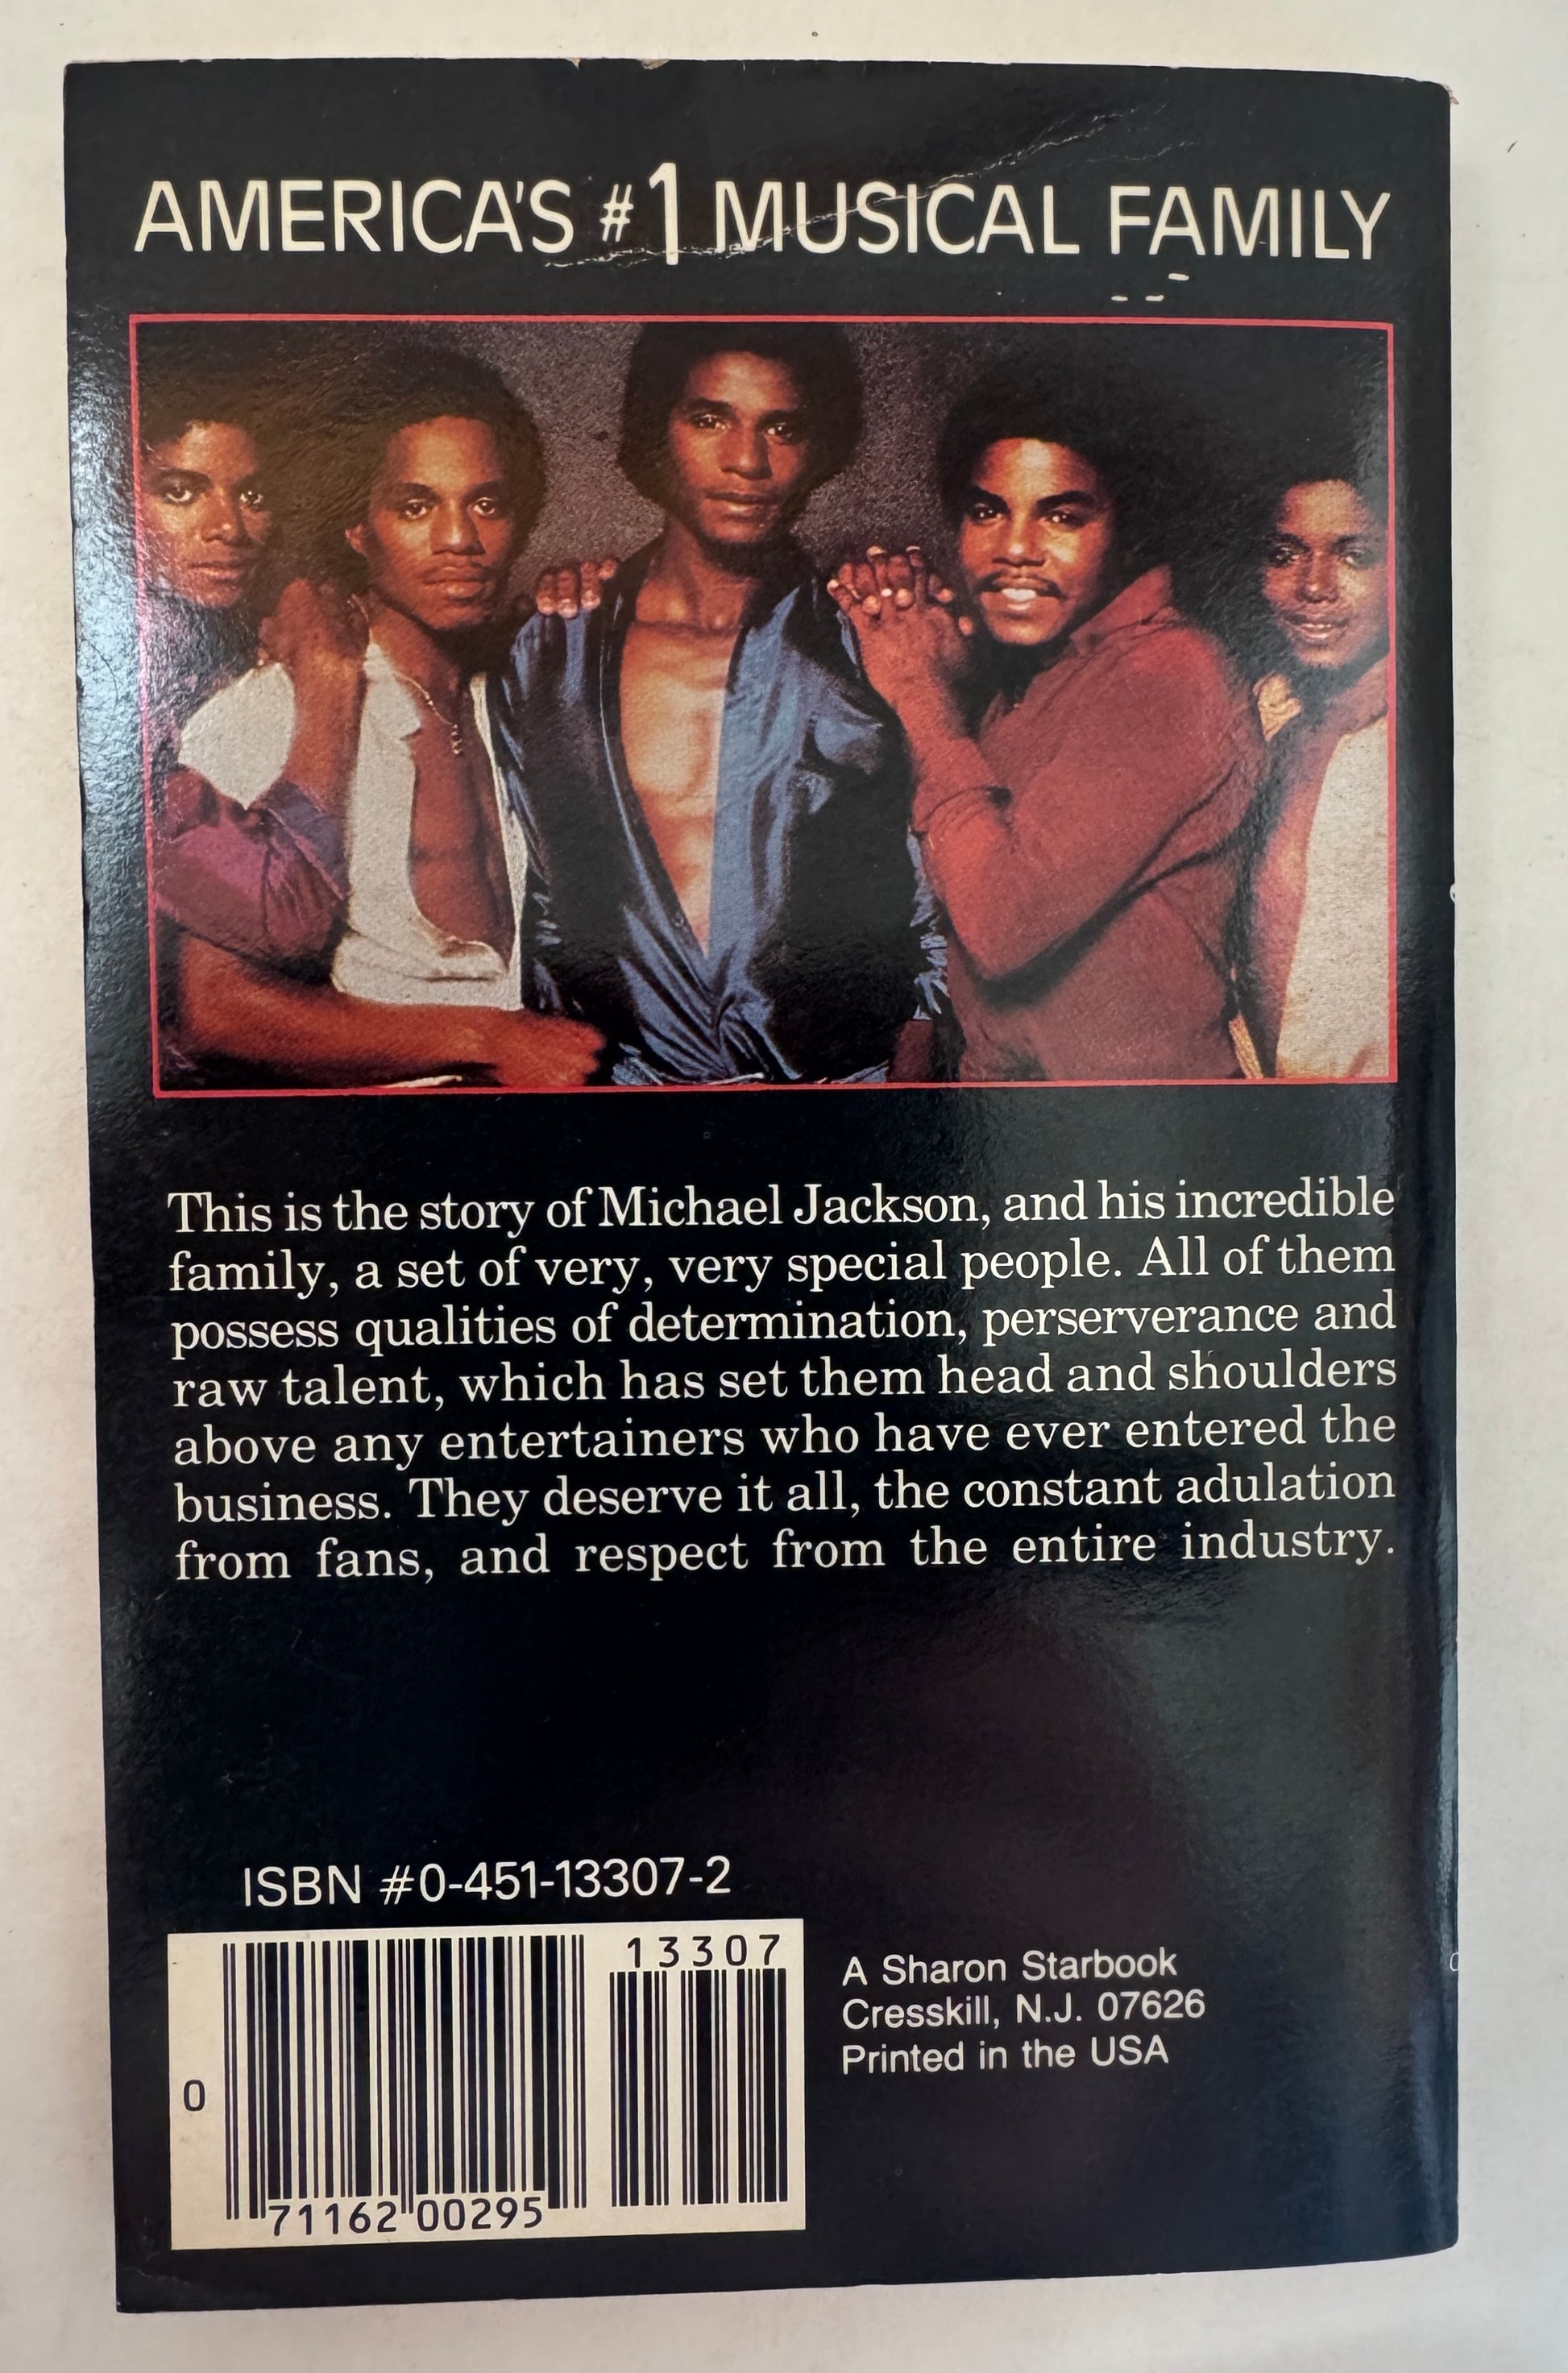 AMERICA'S #1 MUSICAL FAMILY
This is the story of Michael Jackson, and his incredible
family, a set of very, very special people. All of them
possess qualities of determination, perserverance and
raw talent, which has set them head and shoulders
above any entertainers who have ever entered the
business. They deserve it all, the constant adulation
from fans, and respect from the entire industry.
ISBN #0-451-13307-2
13307
0
71162 00295
A Sharon Starbook
Cresskill, N.J. 07626
Printed in the USA